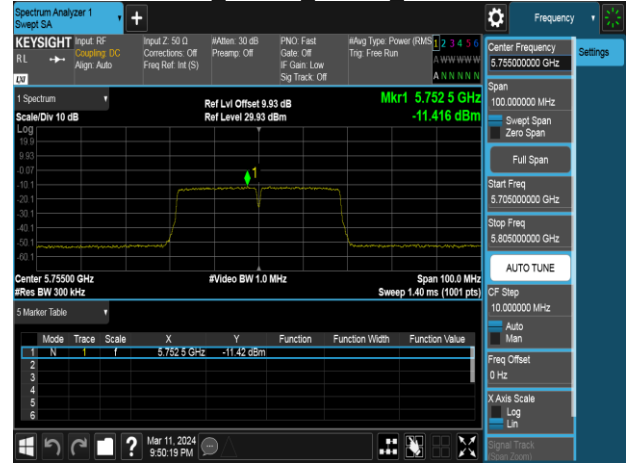 Spectrum Analyzer 1
Swept SA
Frequency
KEYSIGHT
RL
LXI
Input: RF
Coupling: DC
Align: Auto
Input Z: 50 Ω
Corrections: Off
Freq Ref: Int (S)
#Atten: 30 dB
Preamp: Off
PNO: Fast
Gate: Off
IF Gain: Low
Sig Track: Off
#Avg Type: Power (RMS
Trig: Free Run
1 2 3 4 5 6
A W W W W W
A N N N N N
1 Spectrum
Scale/Div 10 dB
Ref Lvl Offset 9.93 dB
Ref Level 29.93 dBm
Mkr1 5.752 5 GHz
-11.416 dBm
Log
19.9
9.93
-0.07
-10.1
-20.1
-30.1
-40.1
-50.1
-60.1
1
Center 5.75500 GHz
#Video BW 1.0 MHz
Span 100.0 MHz
#Res BW 300 kHz
Sweep 1.40 ms (1001 pts)
5 Marker Table
Mode Trace Scale X Y Function Function Width Function Value
1 N 1 f 5.752 5 GHz -11.42 dBm
2
3
4
5
6
Mar 11, 2024
9:50:19 PM
Center Frequency
5.755000000 GHz
Settings
Span
100.000000 MHz
Swept Span
Zero Span
Full Span
Start Freq
5.705000000 GHz
Stop Freq
5.805000000 GHz
AUTO TUNE
CF Step
10.000000 MHz
Auto
Man
Freq Offset
0 Hz
X Axis Scale
Log
Lin
Signal Track
(Span Zoom)